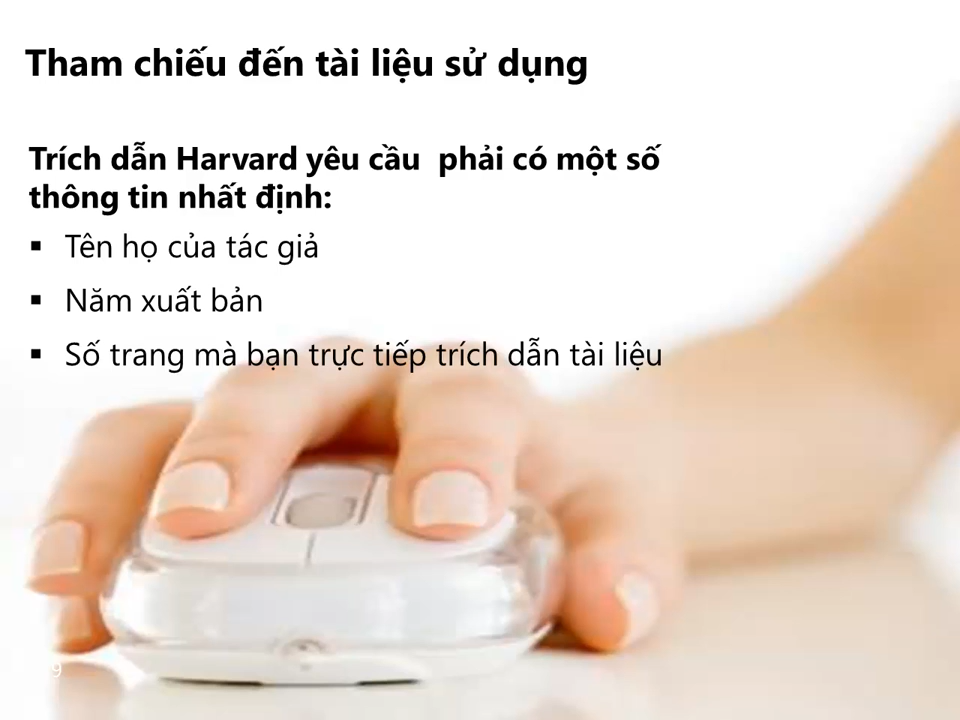 Tham chiếu đến tài liệu sử dụng
Trích dẫn Harvard yêu cầu  phải có một số
thông tin nhất định:
▪ Tên họ của tác giả
▪ Năm xuất bản
▪ Số trang mà bạn trực tiếp trích dẫn tài liệu